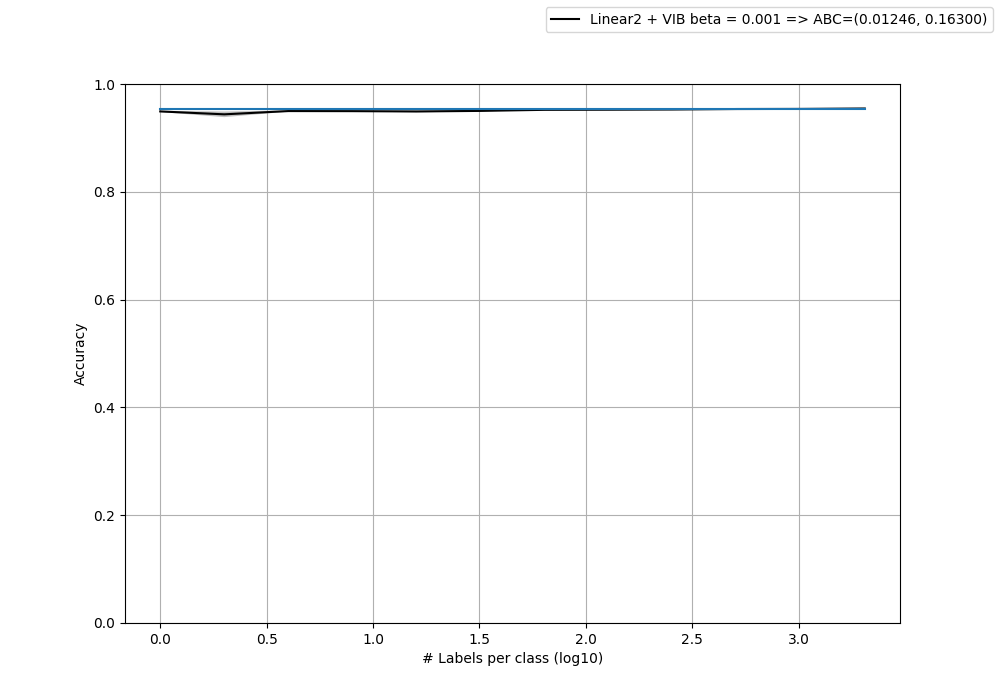 Linear2 + VIB beta = 0.001 => ABC=(0.01246, 0.16300)
1.0
0.8
0.6
0.4
0.2
0.0
Accuracy
0.0 0.5 1.0 1.5 2.0 2.5 3.0
# Labels per class (log10)